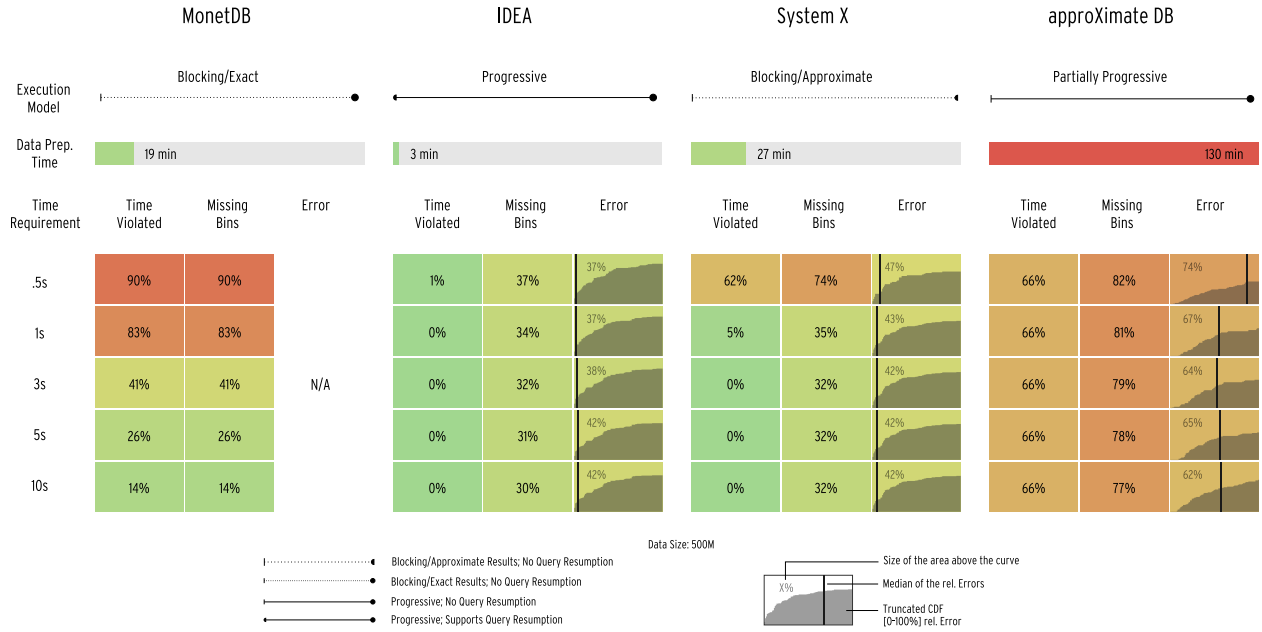 MonetDB IDEA System X approXimate DB
Blocking/Exact Progressive Blocking/Approximate Partially Progressive
Execution
Model
Data Prep.
Time
19 min 3 min 27 min 130 min
Time
Requirement
Time
Violated
Missing
Bins
Error
Time
Violated
Missing
Bins
Error
Time
Violated
Missing
Bins
Error
Time
Violated
Missing
Bins
Error
.5s 90% 90% 1% 37% 37% 62% 74% 47% 66% 82% 74%
1s 83% 83% 0% 34% 37% 5% 35% 43% 66% 81% 67%
3s 41% 41% N/A 0% 32% 38% 0% 32% 42% 66% 79% 64%
5s 26% 26% 0% 31% 42% 0% 32% 42% 66% 78% 65%
10s 14% 14% 0% 30% 42% 0% 32% 42% 66% 77% 62%
Data Size: 500M
Blocking/Approximate Results; No Query Resumption
Blocking/Exact Results; No Query Resumption
Progressive; No Query Resumption
Progressive; Supports Query Resumption
X%
Size of the area above the curve
Median of the rel. Errors
Truncated CDF
[0-100%] rel. Error